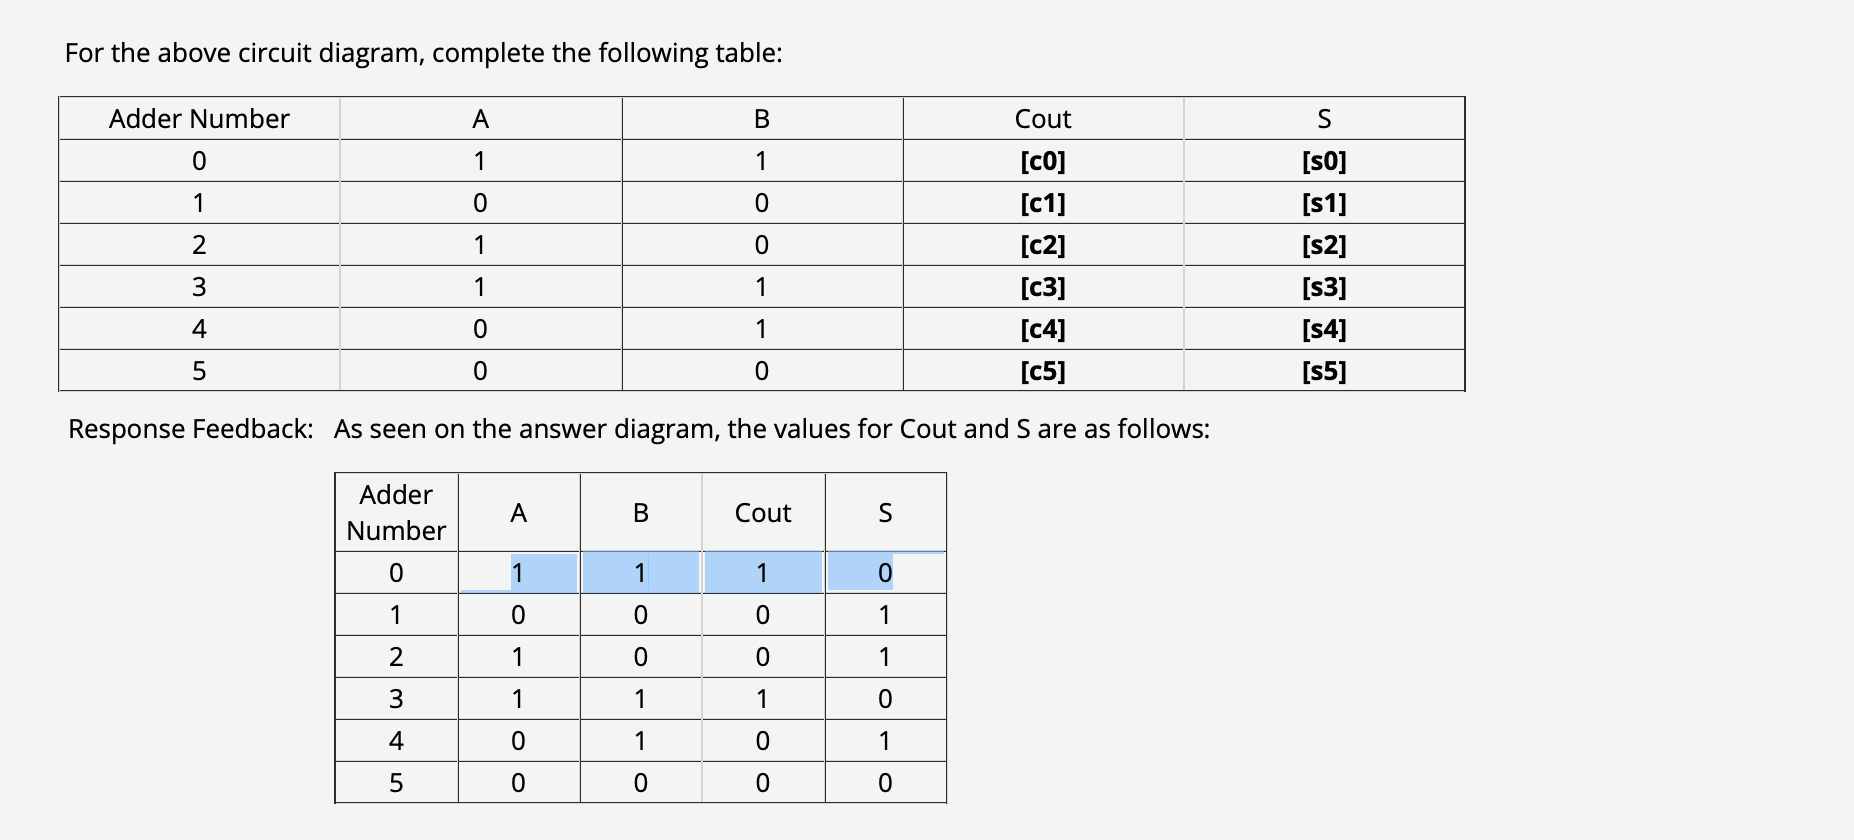 For the above circuit diagram, complete the following table:
Adder Number A B Cout S
0 1 1 [c0] [s0]
1 0 0 [c1] [s1]
2 1 0 [c2] [s2]
3 1 1 [c3] [s3]
4 0 1 [c4] [s4]
5 0 0 [c5] [s5]
Response Feedback: As seen on the answer diagram, the values for Cout and S are as follows:
Adder
Number A B Cout S
0 1 1 1 0
1 0 0 0 1
2 1 0 0 1
3 1 1 1 0
4 0 1 0 1
5 0 0 0 0